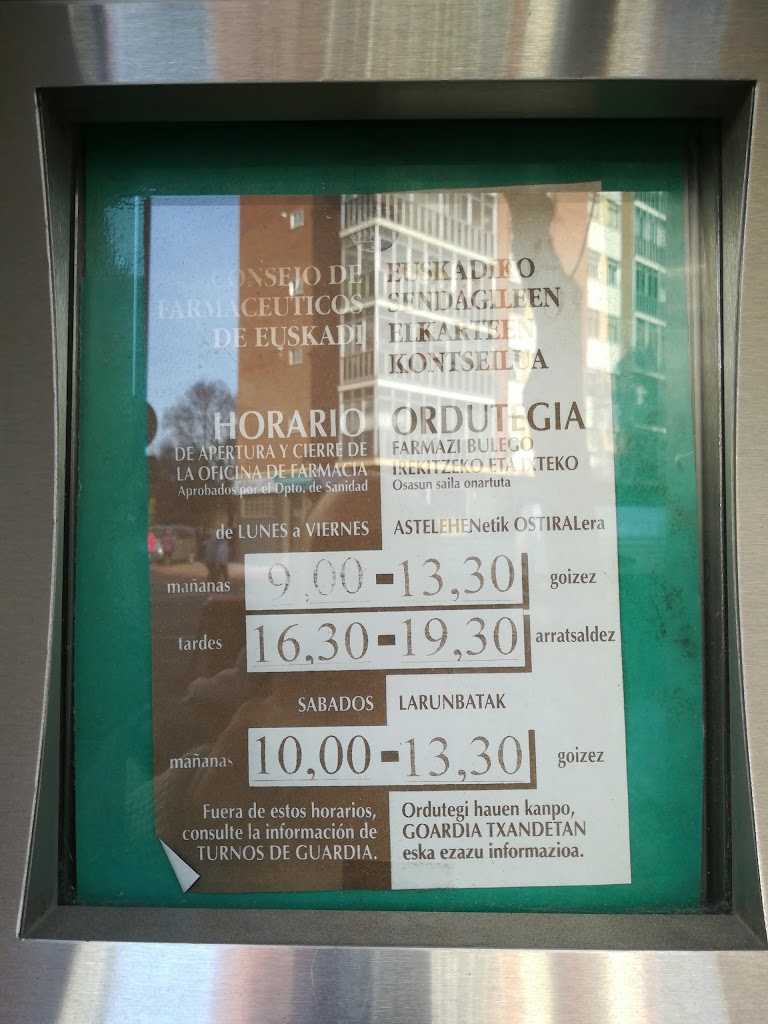 CONSEJO DE
FARMACEUTICOS
DE EUSKADI
EUSKADIKO
SENDAGILEEN
ELKARTEEN
KONTSEILUA
HORARIO
DE APERTURA Y CIERRE DE
LA OFICINA DE FARMACIA
Aprobados por el Dpto. de Sanidad
ORDUTEGIA
FARMAZI BULEGO
IREKITZEKO ETA IXTEKO
Osasun saila onartuta
de LUNES a VIERNES
ASTELEHENetik OSTIRALera
mañanas 9,00-13,30 goizez
tardes 16,30-19,30 arratsaldez
SABADOS LARUNBATAK
mañanas 10,00-13,30 goizez
Fuera de estos horarios,
consulte la información de
TURNOS DE GUARDIA.
Ordutegi hauen kanpo,
GOARDIA TXANDETAN
eska ezazu informazioa.